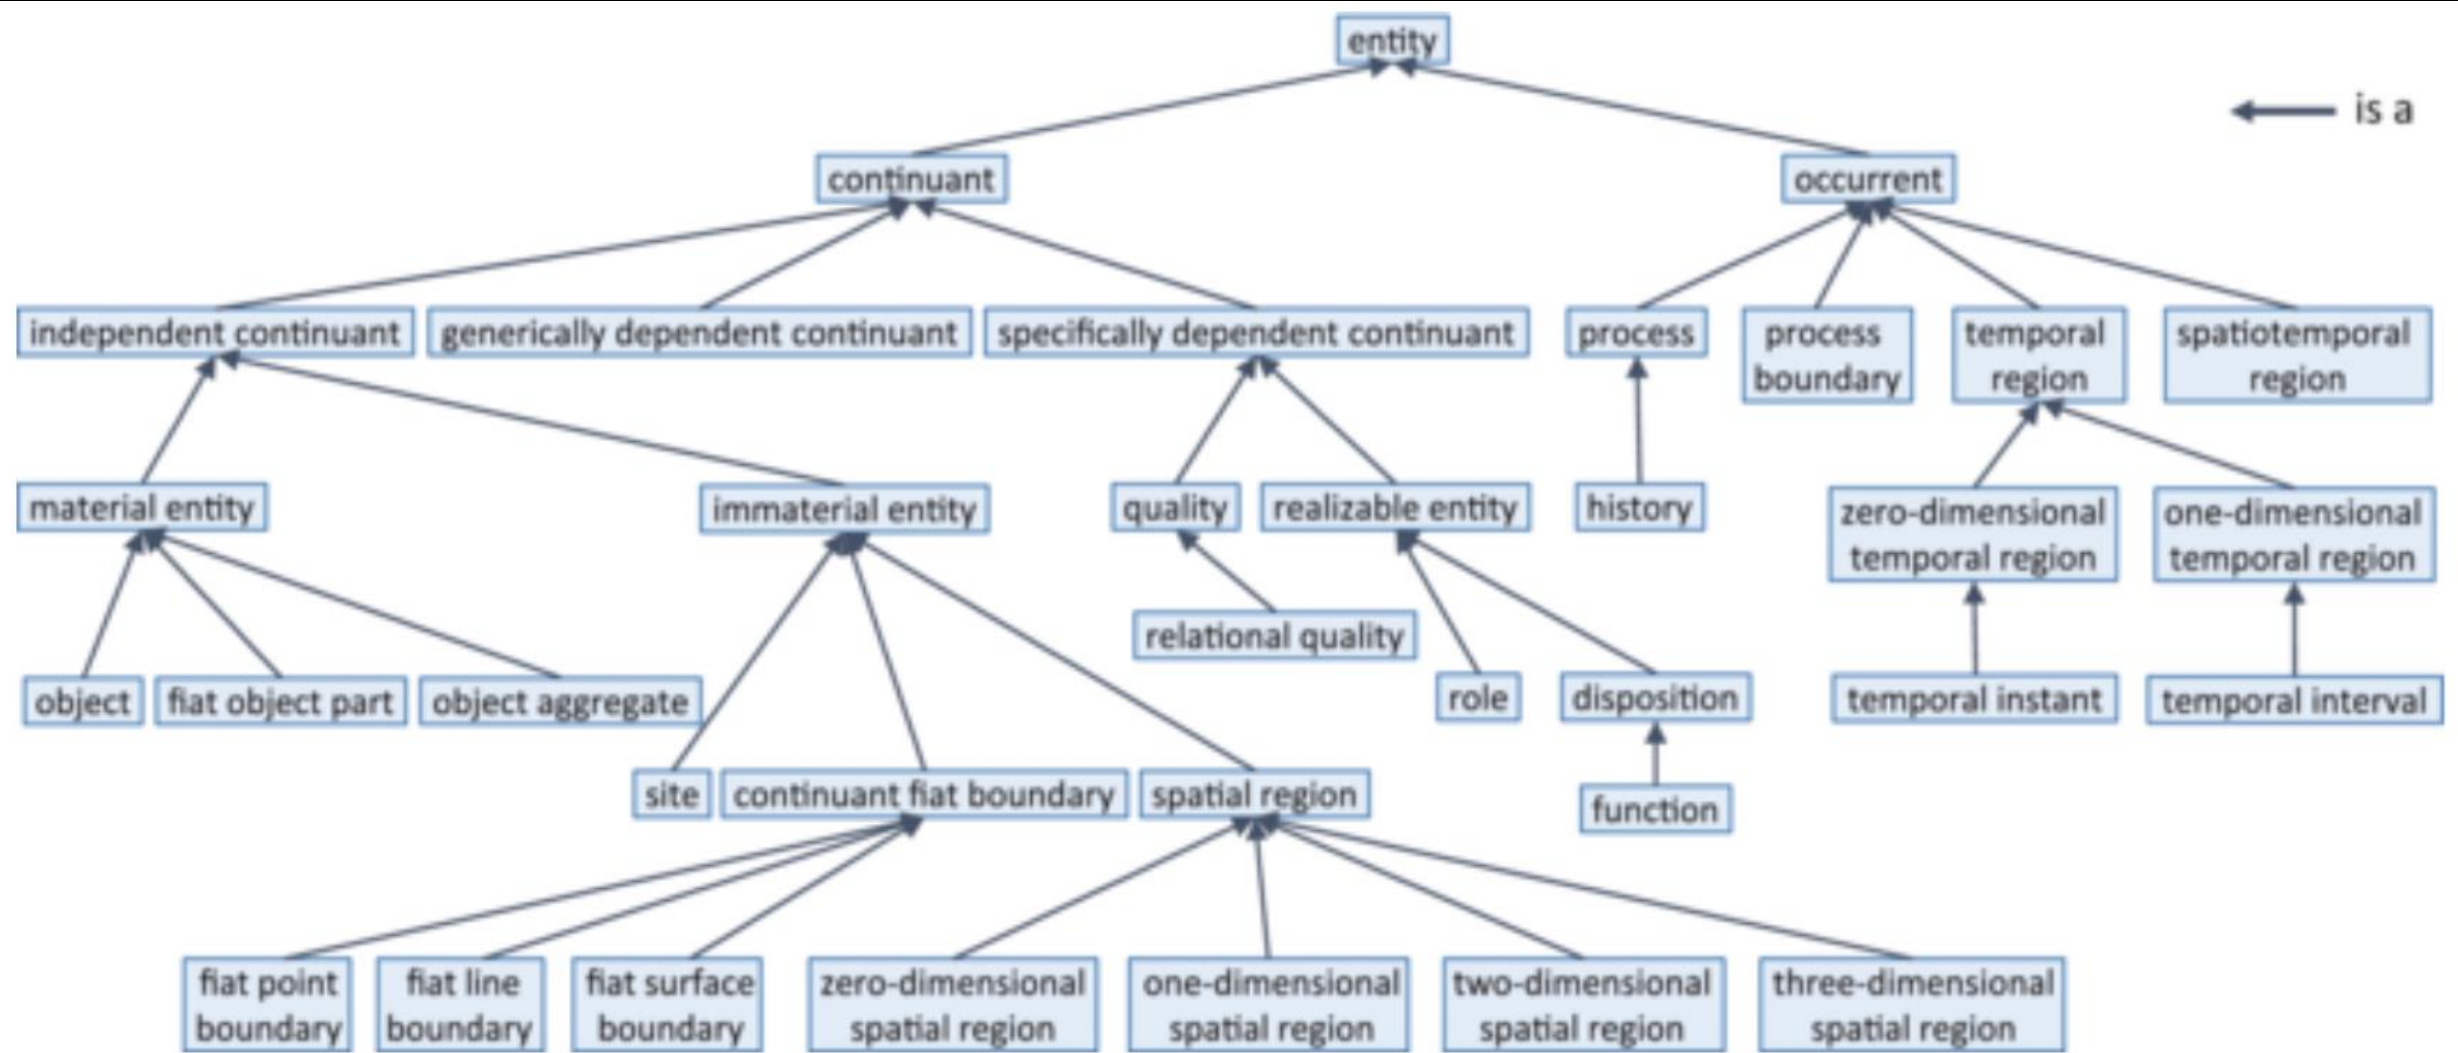 entity
is a
continuant
occurrent
independent continuant
generically dependent continuant
specifically dependent continuant
process
process
boundary
temporal
region
spatiotemporal
region
material entity
immaterial entity
quality
realizable entity
history
zero-dimensional
temporal region
one-dimensional
temporal region
relational quality
object
fiat object part
object aggregate
role
disposition
temporal instant
temporal interval
site
continuant fiat boundary
spatial region
function
fiat point
boundary
fiat line
boundary
fiat surface
boundary
zero-dimensional
spatial region
one-dimensional
spatial region
two-dimensional
spatial region
three-dimensional
spatial region